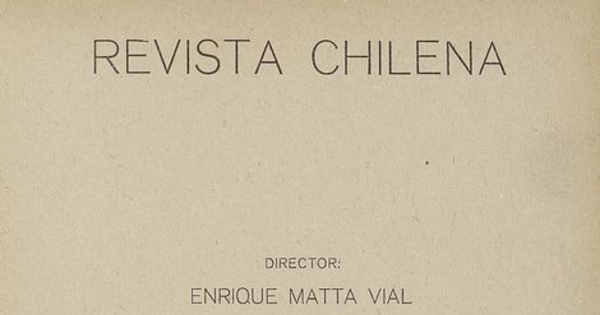 REVISTA CHILENA
DIRECTOR:
ENRIQUE MATTA VIAL